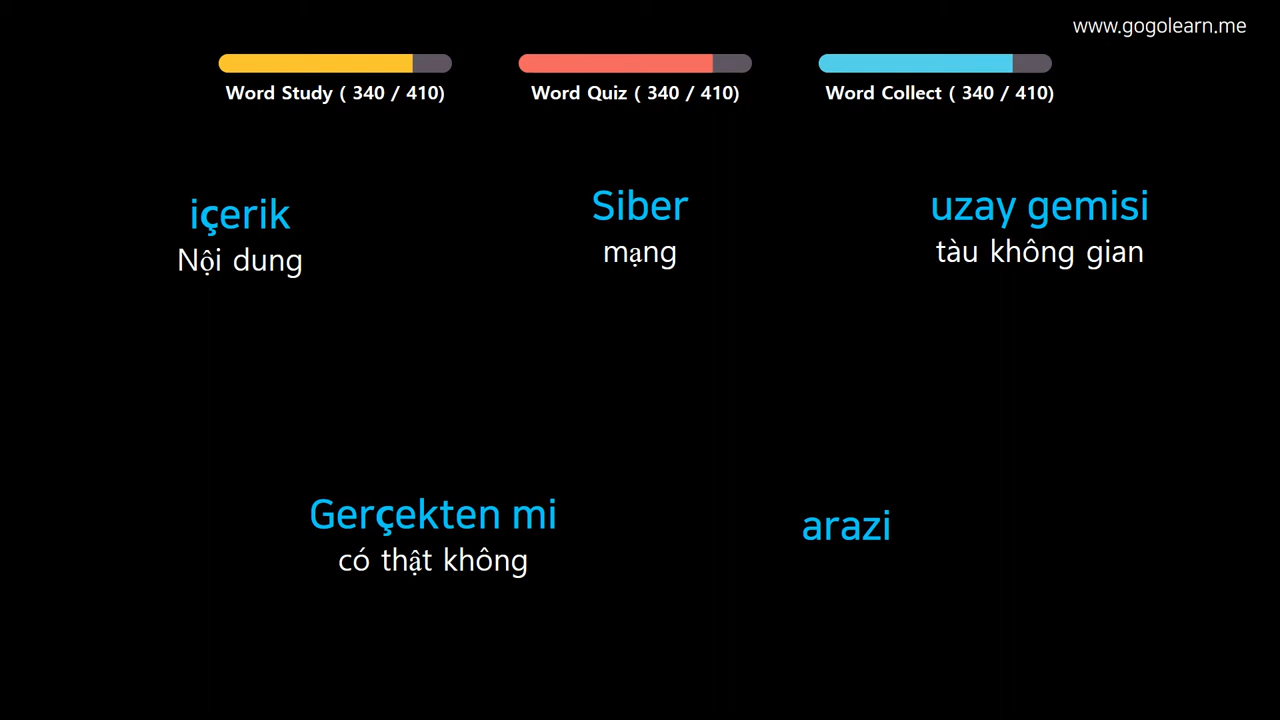 www.gogolearn.me
Word Study ( 340 / 410)
Word Quiz ( 340 / 410)
Word Collect ( 340 / 410)
içerik
Nội dung
Siber
mạng
uzay gemisi
tàu không gian
Gerçekten mi
có thật không
arazi